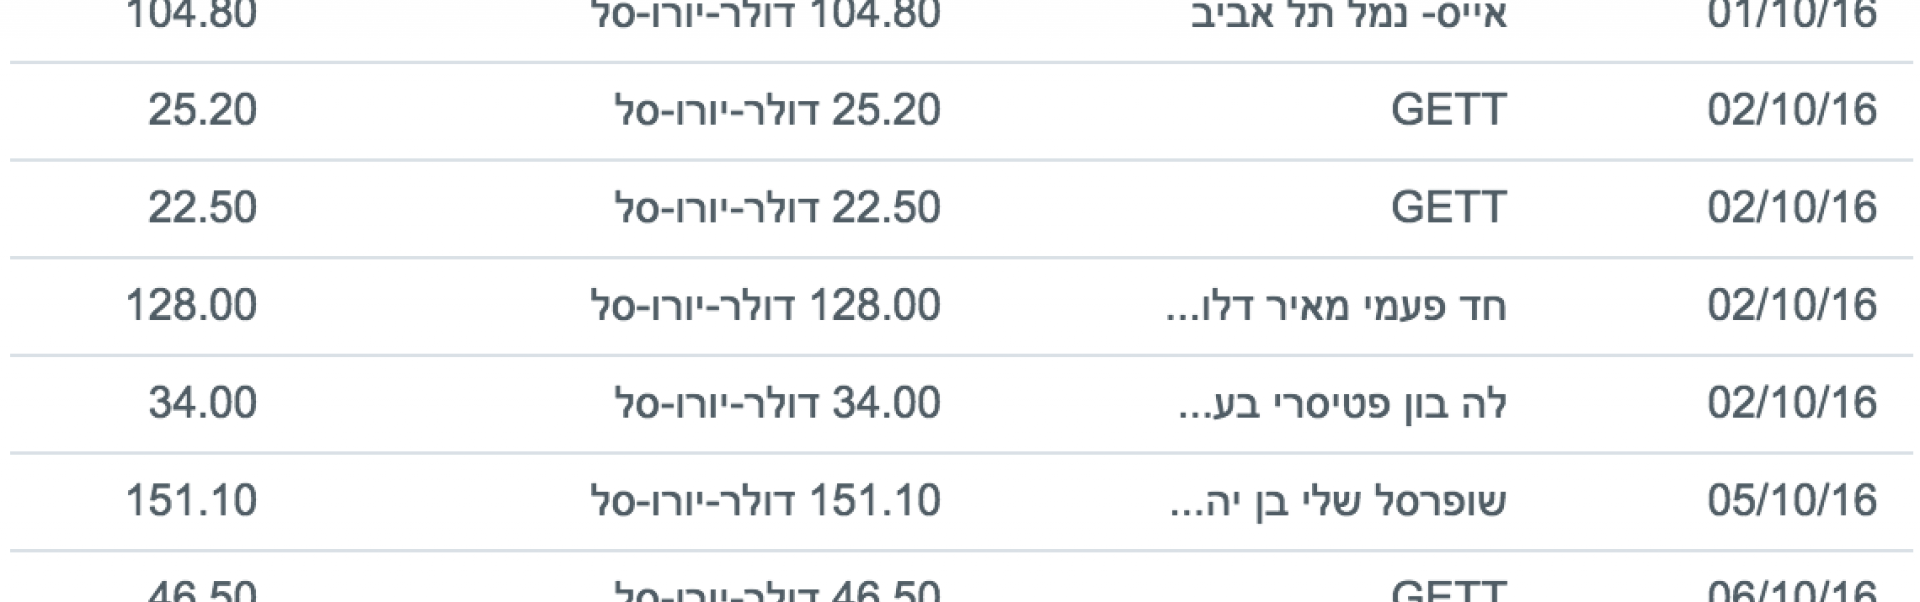 01/10/16 אייס- נמל תל אביב 104.80 דולר-יורו-סל 104.80
02/10/16 GETT 25.20 דולר-יורו-סל 25.20
02/10/16 GETT 22.50 דולר-יורו-סל 22.50
02/10/16 חד פעמי מאיר דלו... 128.00 דולר-יורו-סל 128.00
02/10/16 לה בון פטיסרי בע... 34.00 דולר-יורו-סל 34.00
05/10/16 שופרסל שלי בן יה... 151.10 דולר-יורו-סל 151.10
06/10/16 GETT 46.50 דולר-יורו-סל 46.50